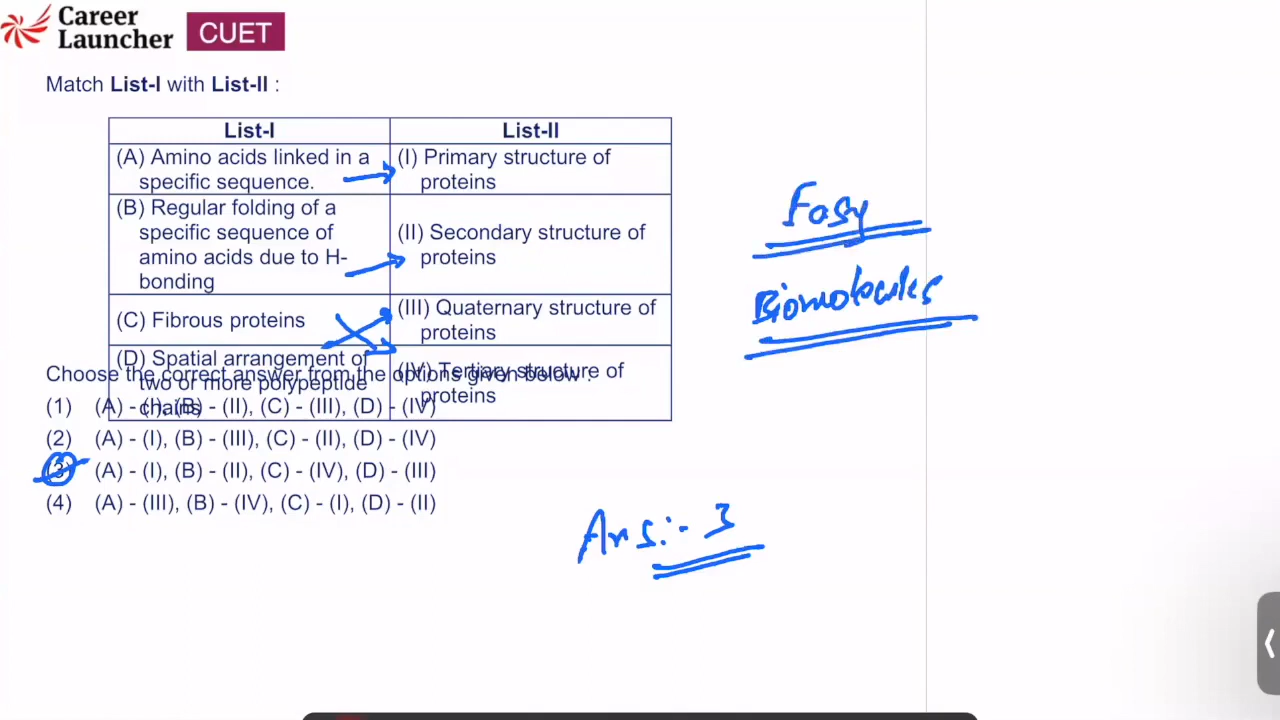 Career
Launcher
CUET
Match List-I with List-II :
List-I
List-II
(A) Amino acids linked in a
specific sequence.
(I) Primary structure of
proteins
(B) Regular folding of a
specific sequence of
amino acids due to H-
bonding
(II) Secondary structure of
proteins
(C) Fibrous proteins
(III) Quaternary structure of
proteins
(D) Spatial arrangement of
two or more polypeptide
chains
(IV) Tertiary structure of
proteins
Choose the correct answer from the options given below :
(1) (A) - (I), (B) - (II), (C) - (III), (D) - (IV)
(2) (A) - (I), (B) - (III), (C) - (II), (D) - (IV)
(3) (A) - (I), (B) - (II), (C) - (IV), (D) - (III)
(4) (A) - (III), (B) - (IV), (C) - (I), (D) - (II)
Easy
Biomolecules
Ans:- 3